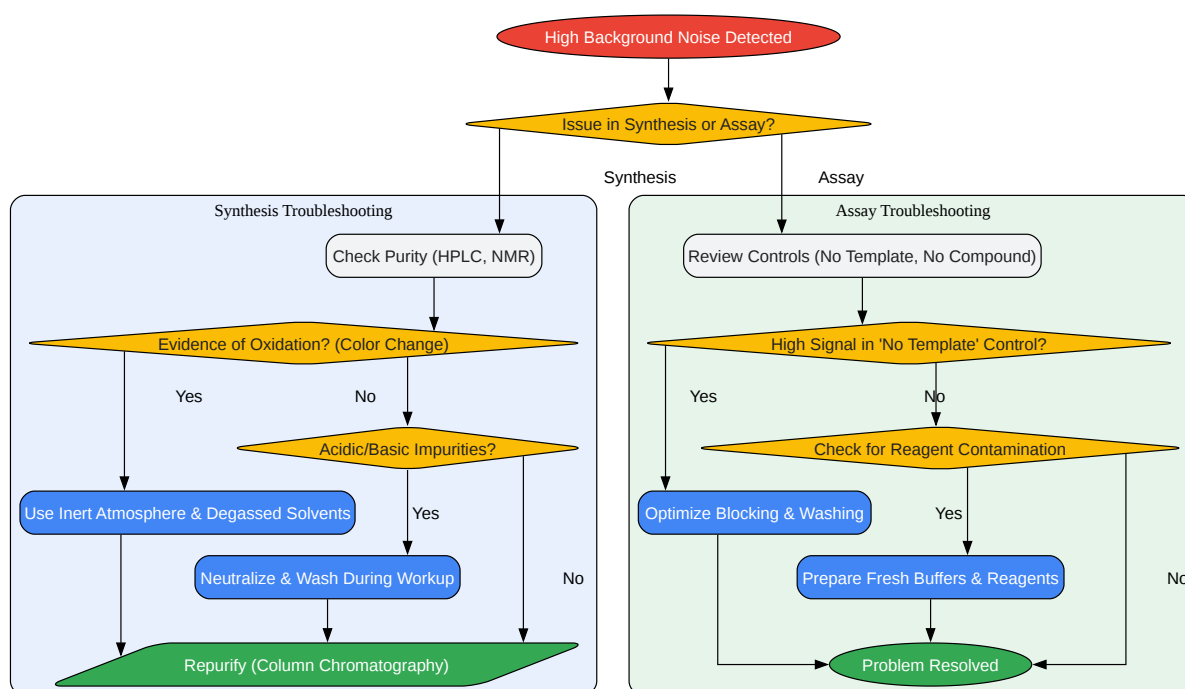 High Background Noise Detected
Issue in Synthesis or Assay?
Synthesis
Assay
Synthesis Troubleshooting
Check Purity (HPLC, NMR)
Evidence of Oxidation? (Color Change)
Yes
No
Acidic/Basic Impurities?
Use Inert Atmosphere & Degassed Solvents
Yes
Neutralize & Wash During Workup
No
Repurify (Column Chromatography)
Assay Troubleshooting
Review Controls (No Template, No Compound)
High Signal in 'No Template' Control?
Yes
No
Check for Reagent Contamination
Optimize Blocking & Washing
Yes
Prepare Fresh Buffers & Reagents
No
Problem Resolved